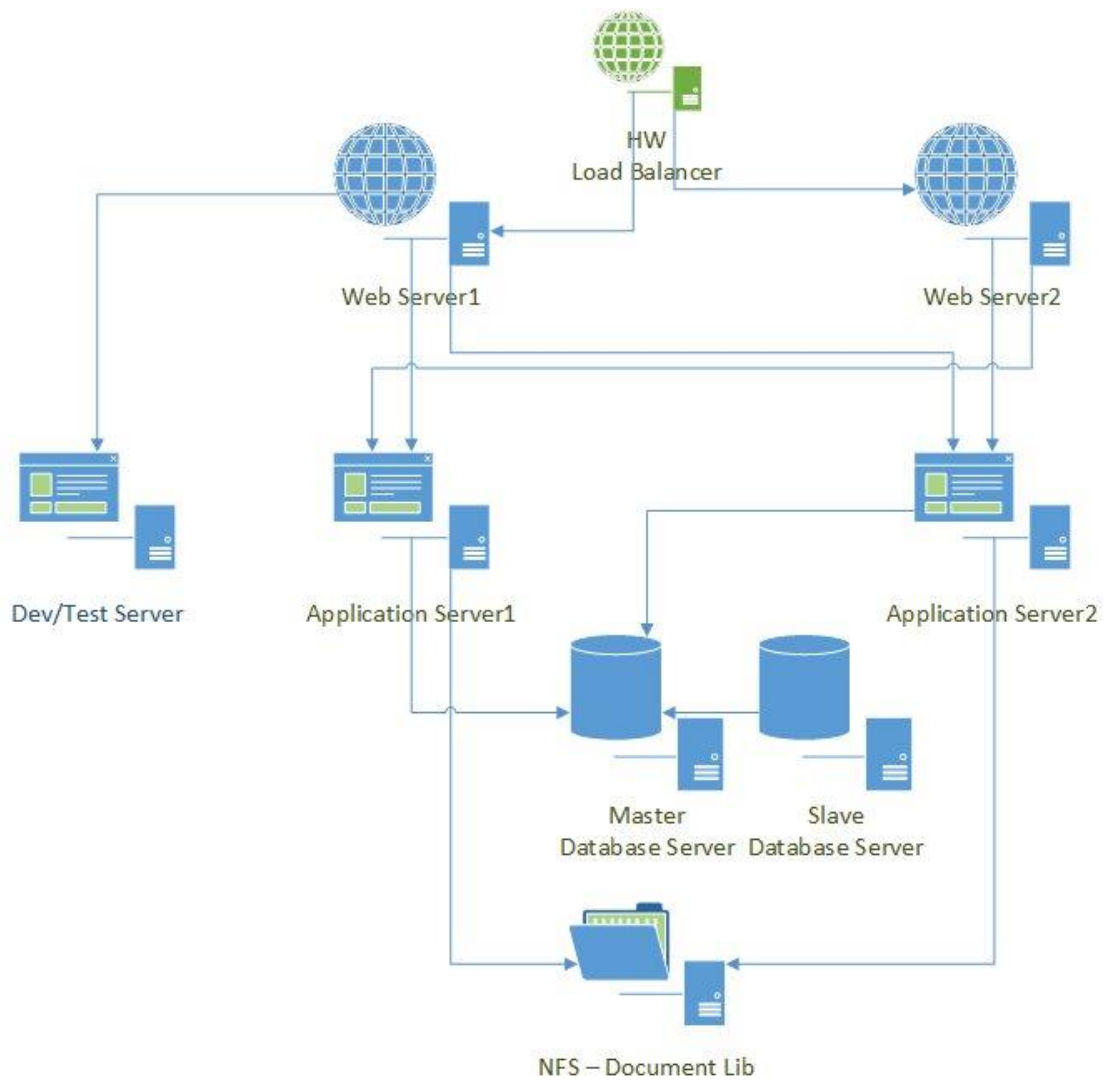 HW
Load Balancer
Web Server1
Web Server2
Dev/Test Server
Application Server1
Application Server2
Master
Database Server
Slave
Database Server
NFS – Document Lib